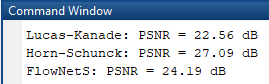 Command Window
Lucas-Kanade: PSNR = 22.56 dB
Horn-Schunck: PSNR = 27.09 dB
FlowNetS: PSNR = 24.19 dB